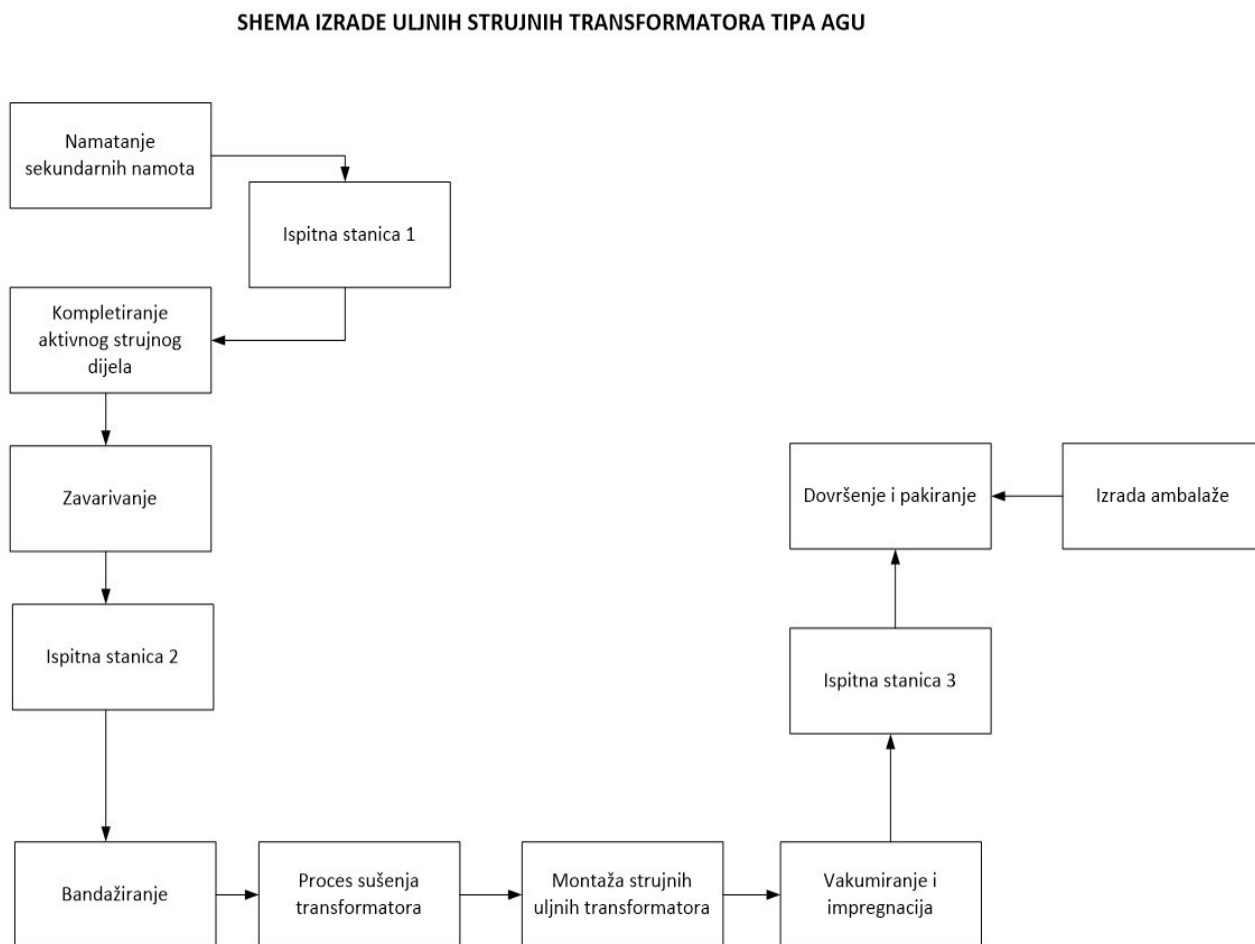 SHEMA IZRADE ULJNIH STRUJNIH TRANSFORMATORA TIPA AGU
Namatanje
sekundarnih namota
Ispitna stanica 1
Kompletiranje
aktivnog strujnog
dijela
Zavarivanje
Ispitna stanica 2
Bandažiranje
Proces sušenja
transformatora
Montaža strujnih
uljnih transformatora
Vakumiranje i
impregnacija
Ispitna stanica 3
Dovršenje i pakiranje
Izrada ambalaže